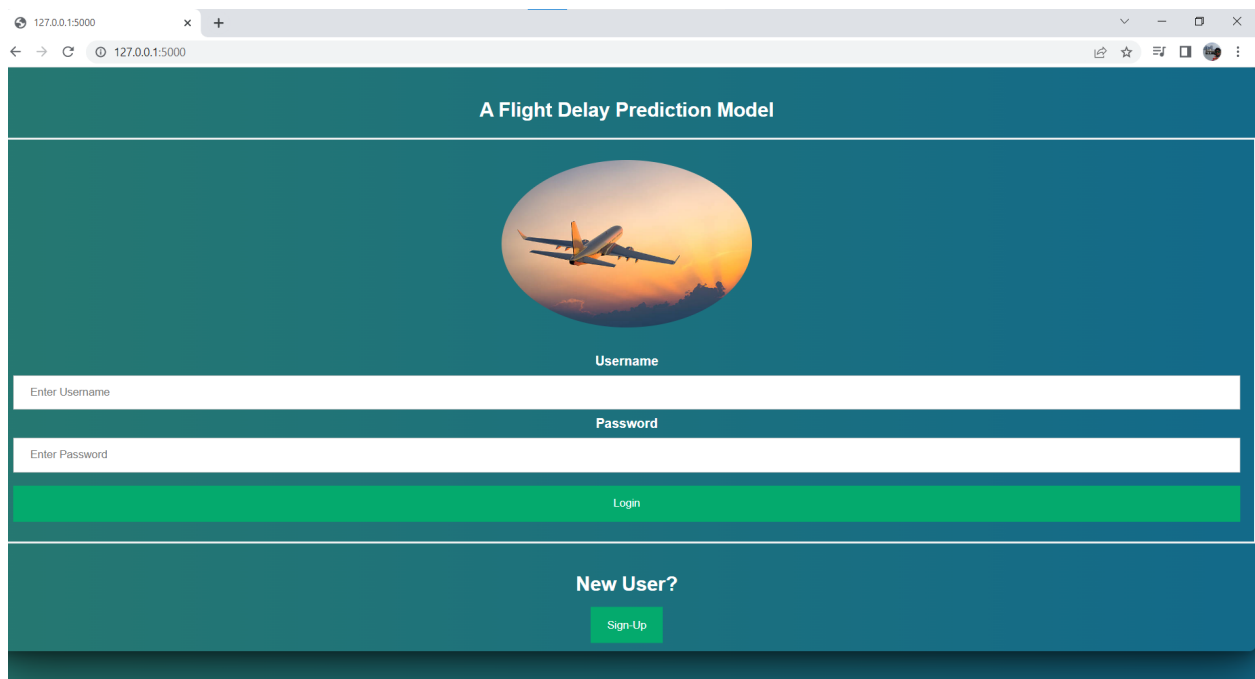 127.0.0.1:5000
127.0.0.1:5000
A Flight Delay Prediction Model
Username
Enter Username
Password
Enter Password
Login
New User?
Sign-Up